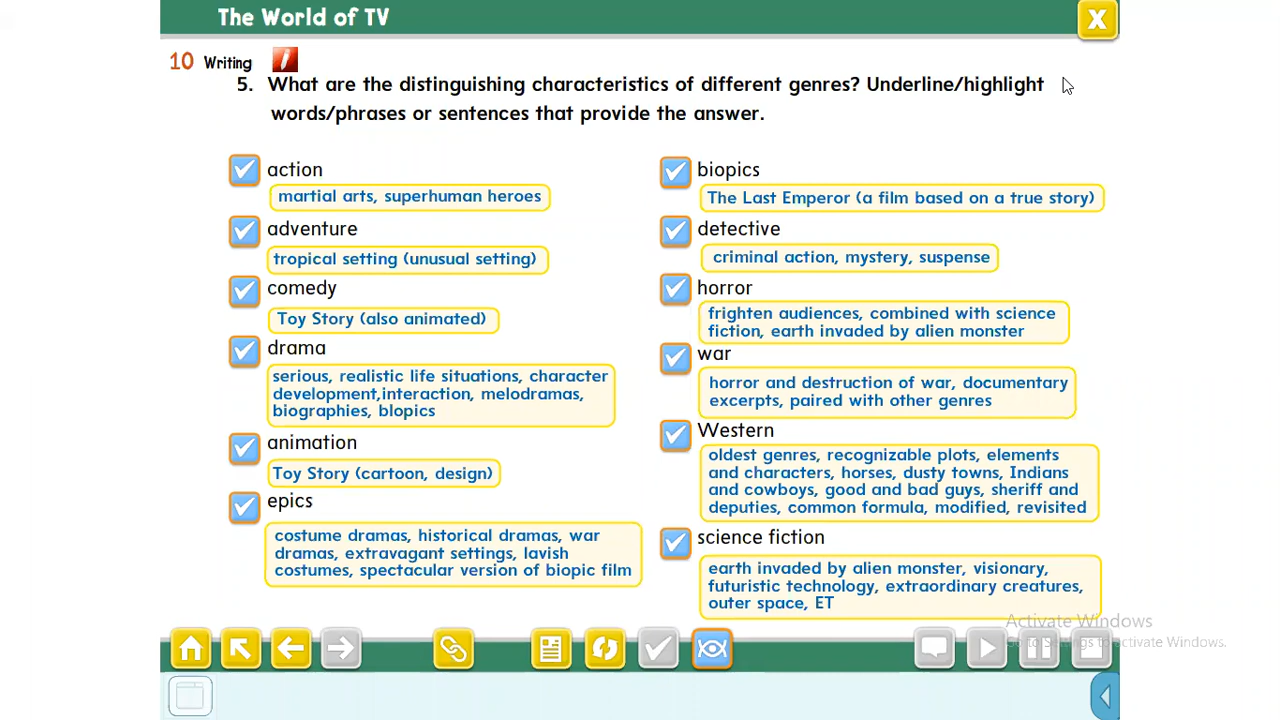 The World of TV
X
10 Writing
5. What are the distinguishing characteristics of different genres? Underline/highlight
words/phrases or sentences that provide the answer.
action
martial arts, superhuman heroes
adventure
tropical setting (unusual setting)
comedy
Toy Story (also animated)
drama
serious, realistic life situations, character
development,interaction, melodramas,
biographies, blopics
animation
Toy Story (cartoon, design)
epics
costume dramas, historical dramas, war
dramas, extravagant settings, lavish
costumes, spectacular version of biopic film
biopics
The Last Emperor (a film based on a true story)
detective
criminal action, mystery, suspense
horror
frighten audiences, combined with science
fiction, earth invaded by alien monster
war
horror and destruction of war, documentary
excerpts, paired with other genres
Western
oldest genres, recognizable plots, elements
and characters, horses, dusty towns, Indians
and cowboys, good and bad guys, sheriff and
deputies, common formula, modified, revisited
science fiction
earth invaded by alien monster, visionary,
futuristic technology, extraordinary creatures,
outer space, ET
Activate Windows
Go to Settings to activate Windows.